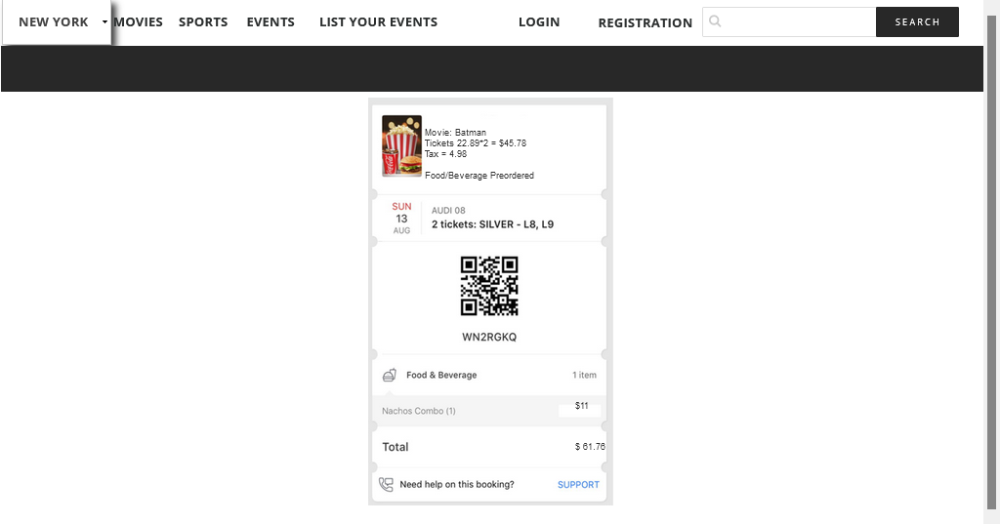 NEW YORK MOVIES SPORTS EVENTS LIST YOUR EVENTS LOGIN REGISTRATION SEARCH
Movie: Batman
Tickets 22.89*2 = $45.78
Tax = 4.98
Food/Beverage Preordered
SUN
13
AUG
AUDI 08
2 tickets: SILVER - L8, L9
WN2RGKQ
Food & Beverage 1 item
Nachos Combo (1) $11
Total $ 61.76
Need help on this booking? SUPPORT